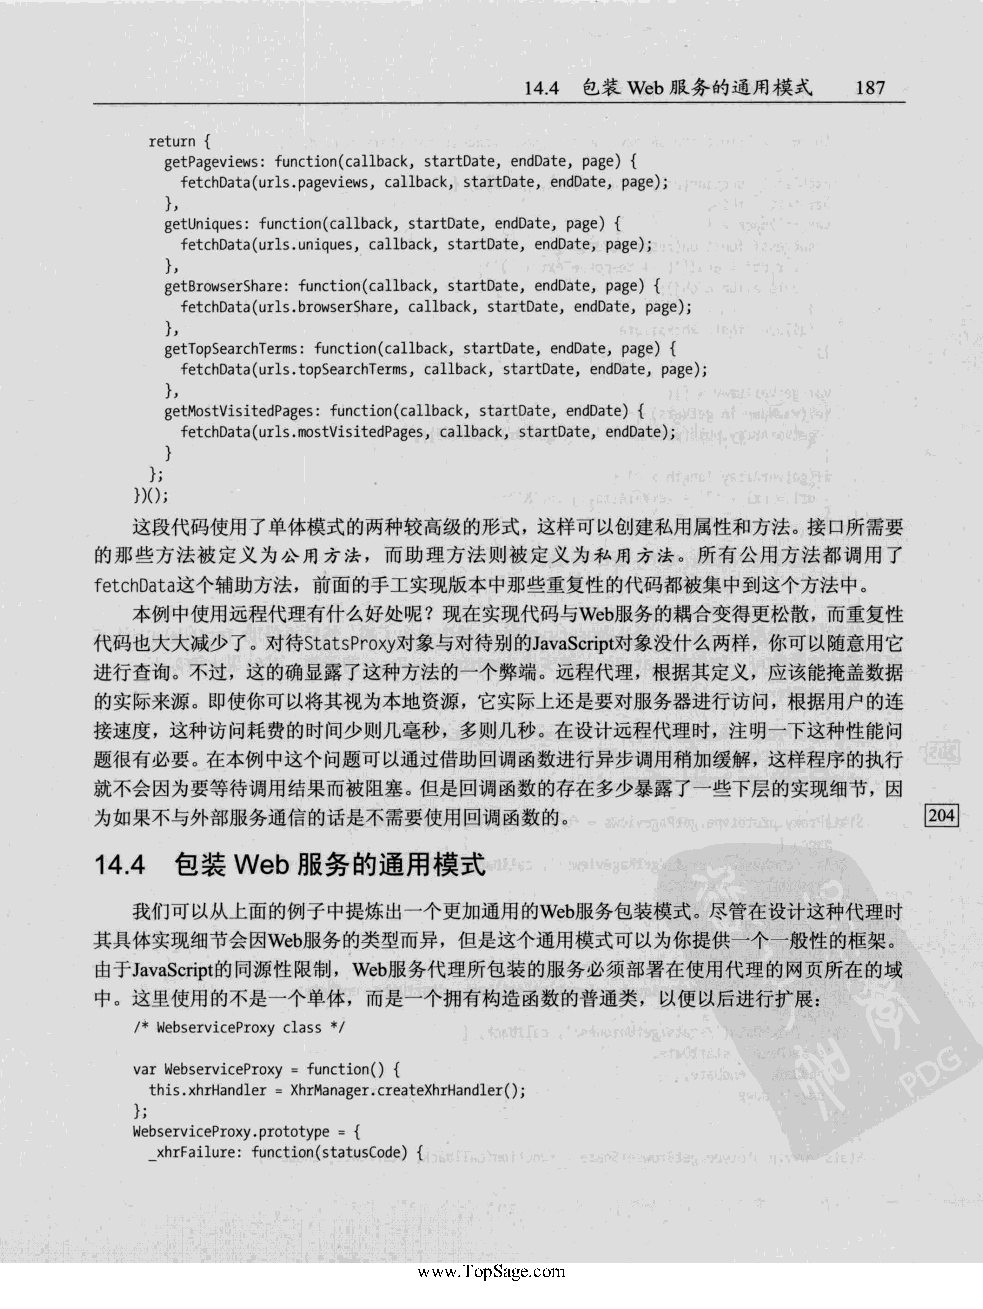 14.4 包装 Web 服务的通用模式 187
return {
getPageviews: function(callback, startDate, endDate, page) {
fetchData(urls.pageviews, callback, startDate, endDate, page);
},
getUniques: function(callback, startDate, endDate, page) {
fetchData(urls.uniques, callback, startDate, endDate, page);
},
getBrowserShare: function(callback, startDate, endDate, page) {
fetchData(urls.browserShare, callback, startDate, endDate, page);
},
getTopSearchTerms: function(callback, startDate, endDate, page) {
fetchData(urls.topSearchTerms, callback, startDate, endDate, page);
},
getMostVisitedPages: function(callback, startDate, endDate) {
fetchData(urls.mostVisitedPages, callback, startDate, endDate);
}
};
})();
这段代码使用了单体模式的两种较高级的形式，这样可以创建私用属性和方法。接口所需要
的那些方法被定义为公用方法，而助理方法则被定义为私用方法。所有公用方法都调用了
fetchData这个辅助方法，前面的手工实现版本中那些重复性的代码都被集中到这个方法中。
本例中使用远程代理有什么好处呢？现在实现代码与Web服务的耦合变得更松散，而重复性
代码也大大减少了。对待StatsProxy对象与对待别的JavaScript对象没什么两样，你可以随意用它
进行查询。不过，这的确显露了这种方法的一个弊端。远程代理，根据其定义，应该能掩盖数据
的实际来源。即使你可以将其视为本地资源，它实际上还是要对服务器进行访问，根据用户的连
接速度，这种访问耗费的时间少则几毫秒，多则几秒。在设计远程代理时，注明一下这种性能问
题很有必要。在本例中这个问题可以通过借助回调函数进行异步调用稍加缓解，这样程序的执行
就不会因为要等待调用结果而被阻塞。但是回调函数的存在多少暴露了一些下层的实现细节，因
为如果不与外部服务通信的话是不需要使用回调函数的。
204
14.4 包装 Web 服务的通用模式
我们可以从上面的例子中提炼出一个更加通用的Web服务包装模式。尽管在设计这种代理时
其具体实现细节会因Web服务的类型而异，但是这个通用模式可以为你提供一个一般性的框架。
由于JavaScript的同源性限制，Web服务代理所包装的服务必须部署在使用代理的网页所在的域
中。这里使用的不是一个单体，而是一个拥有构造函数的普通类，以便以后进行扩展：
/* WebserviceProxy class */
var WebserviceProxy = function() {
this.xhrHandler = XhrManager.createXhrHandler();
};
WebserviceProxy.prototype = {
_xhrFailure: function(statusCode) {
PDG
www.TopSage.com